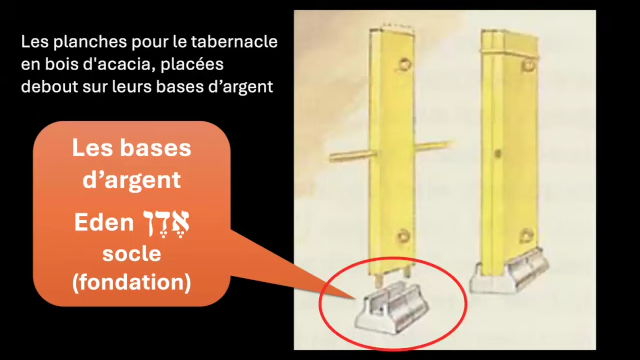 Les planches pour le tabernacle
en bois d'acacia, placées
debout sur leurs bases d’argent
Les bases
d’argent
Eden אֶדֶן
socle
(fondation)